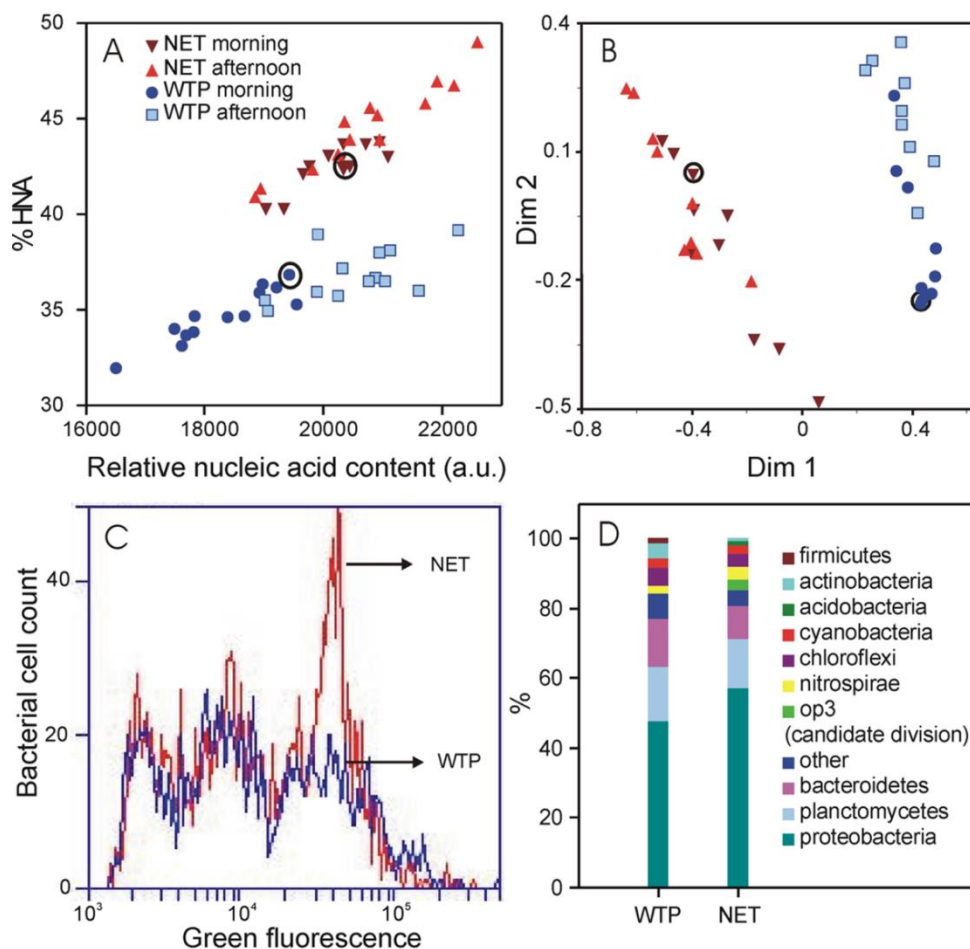 A
NET morning
NET afternoon
WTP morning
WTP afternoon
% HNA
50
45
40
35
30
16000 18000 20000 22000
Relative nucleic acid content (a.u.)
B
Dim 2
0.4
0.1
-0.2
-0.5
-0.8 -0.4 0 0.4
Dim 1
C
NET
WTP
Bacterial cell count
40
20
0
10³ 10⁴ 10⁵
Green fluorescence
D
%
100
80
60
40
20
0
WTP NET
firmicutes
actinobacteria
acidobacteria
cyanobacteria
chloroflexi
nitrospirae
op3
(candidate division)
other
bacteroidetes
planctomycetes
proteobacteria